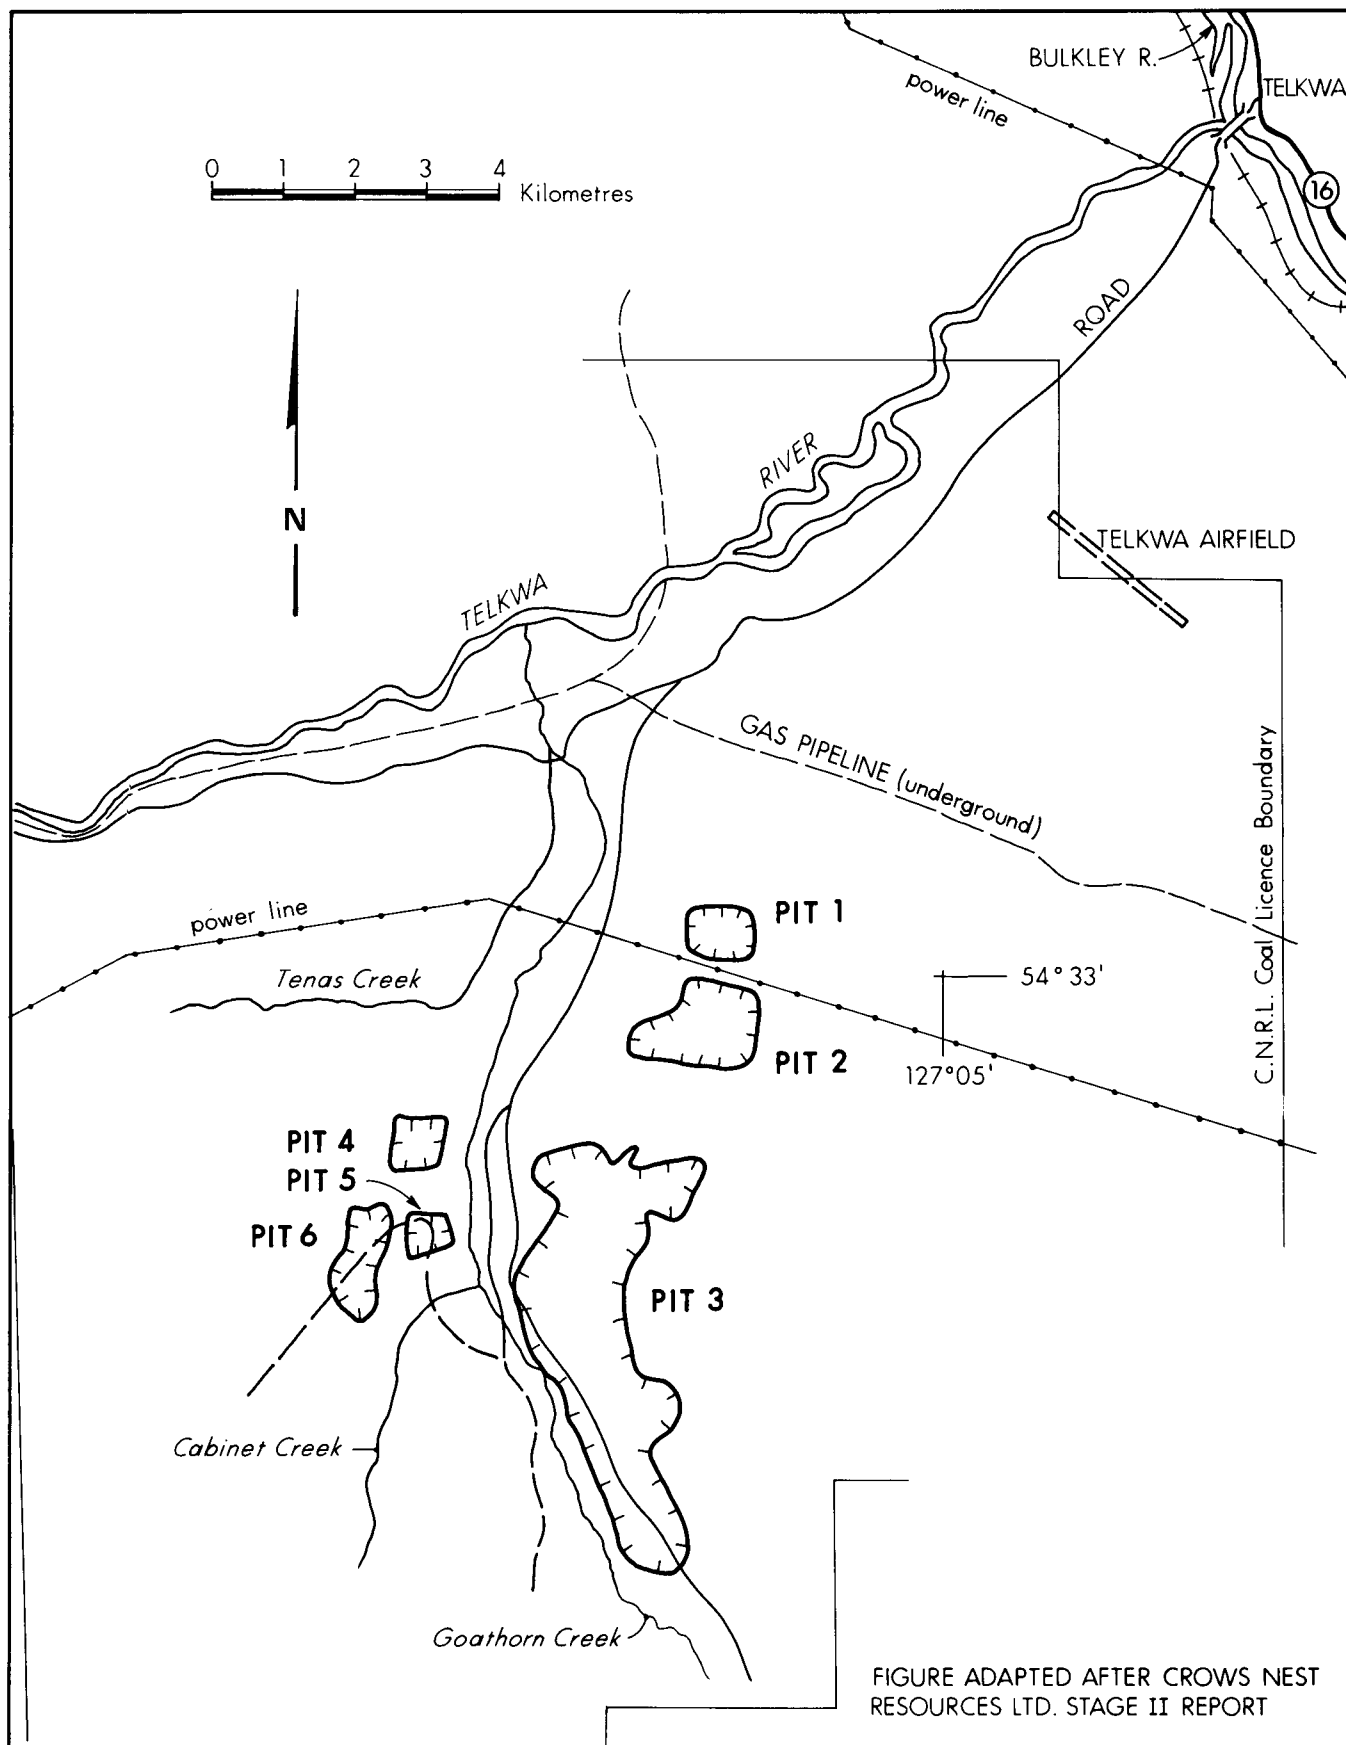 BULKLEY R.
TELKWA
power line
0 1 2 3 4
Kilometres
16
ROAD
N
RIVER
TELKWA AIRFIELD
TELKWA
GAS PIPELINE (underground)
C.N.R.L. Coal Licence Boundary
power line
PIT 1
Tenas Creek
54° 33'
PIT 2
127°05'
PIT 4
PIT 5
PIT 6
PIT 3
Cabinet Creek
Goathorn Creek
FIGURE ADAPTED AFTER CROWS NEST
RESOURCES LTD. STAGE II REPORT